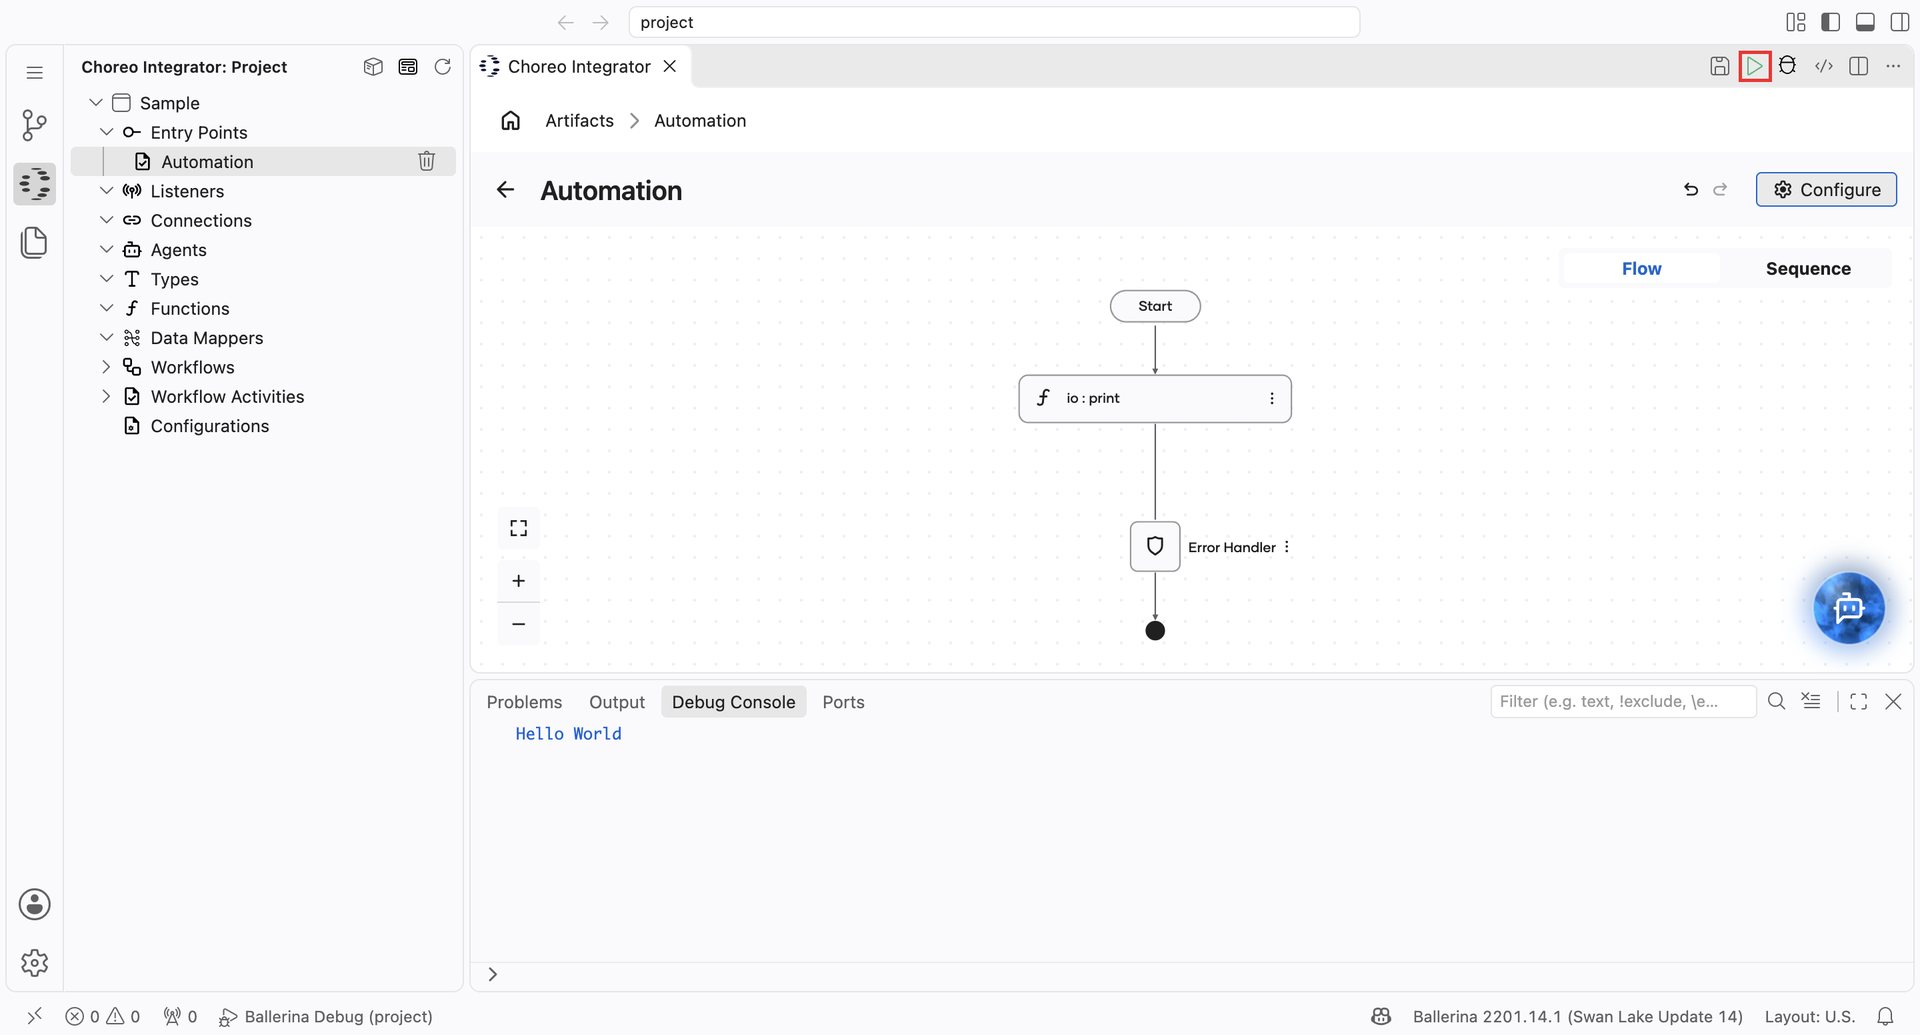 project
Choreo Integrator: Project
Sample
Entry Points
Automation
Listeners
Connections
Agents
Types
Functions
Data Mappers
Workflows
Workflow Activities
Configurations
Choreo Integrator
Artifacts
Automation
Automation
Configure
Flow
Sequence
Start
io : print
Error Handler
Problems
Output
Debug Console
Ports
Filter (e.g. text, !exclude, \e...
Hello World
0
0
0
Ballerina Debug (project)
Ballerina 2201.14.1 (Swan Lake Update 14)
Layout: U.S.